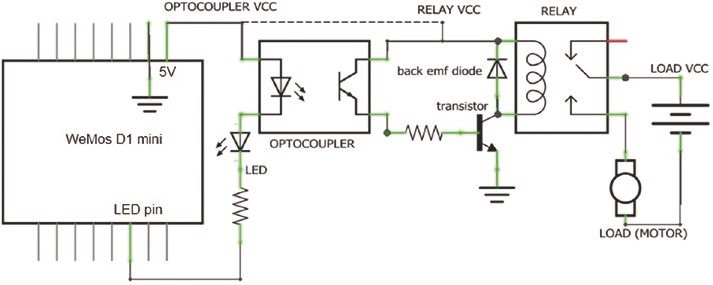 OPTOCOUPLER VCC
RELAY VCC
RELAY
5V
back emf diode
LOAD VCC
WeMos D1 mini
transistor
OPTOCOUPLER
LED
LED pin
LOAD (MOTOR)